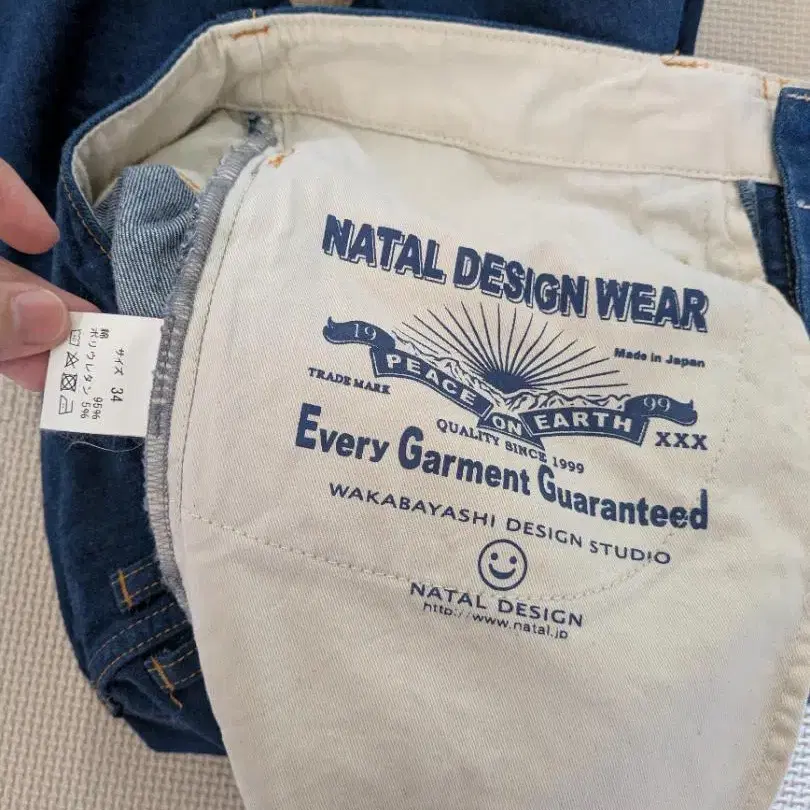 NATAL DESIGN WEAR
19
99
Made in Japan
PEACE ON EARTH
TRADE MARK
XXX
QUALITY SINCE 1999
Every Garment Guaranteed
WAKABAYASHI DESIGN STUDIO
NATAL DESIGN
http://www.natal.jp
サイズ 34
綿 95%
ポリウレタン 5%